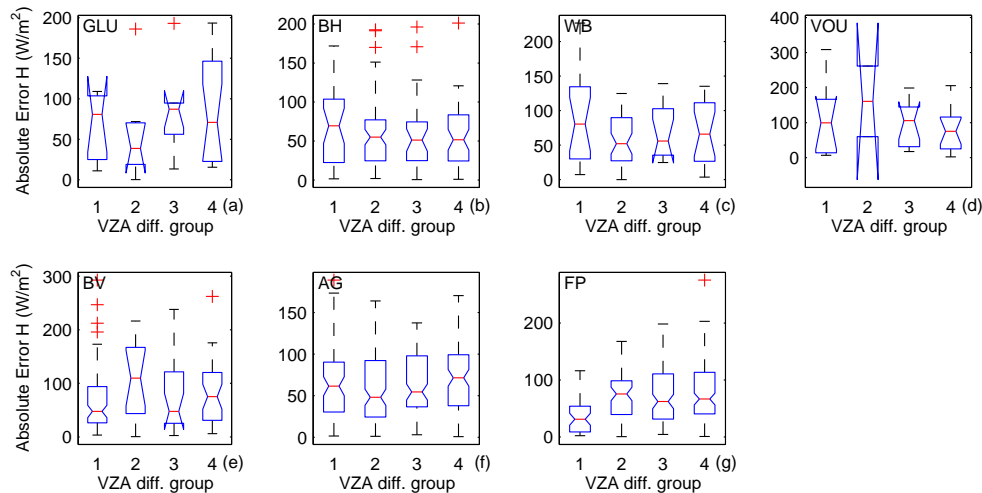 GLU
200
150
100
50
0
Absolute Error H (W/m²)
1 2 3 4 (a)
VZA diff. group
BH
200
150
100
50
0
1 2 3 4 (b)
VZA diff. group
WB
200
150
100
50
0
1 2 3 4 (c)
VZA diff. group
VOU
400
300
200
100
0
1 2 3 4 (d)
VZA diff. group
BV
300
200
100
0
Absolute Error H (W/m²)
1 2 3 4 (e)
VZA diff. group
AG
150
100
50
0
1 2 3 4 (f)
VZA diff. group
FP
200
100
0
1 2 3 4 (g)
VZA diff. group